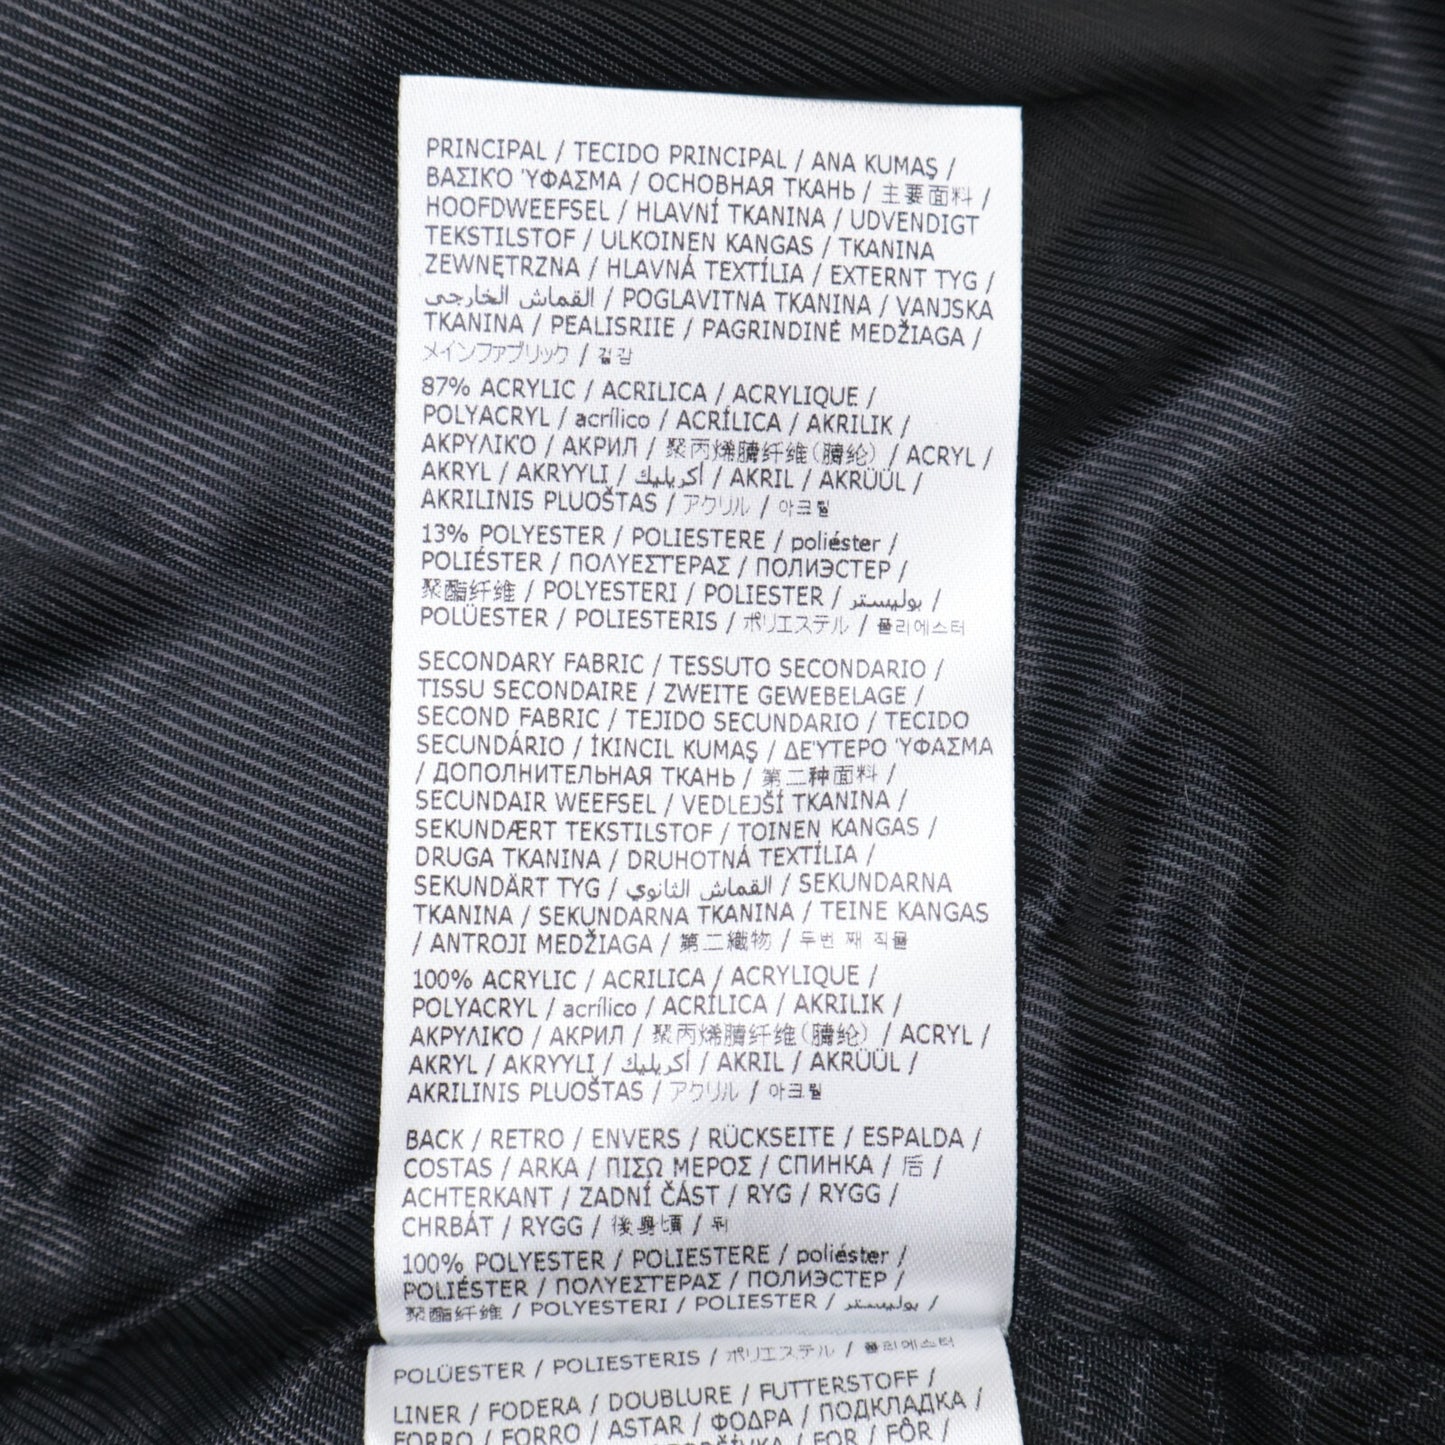 PRINCIPAL / TECIDO PRINCIPAL / ANA KUMAŞ /
ΒΑΣΙΚΌ ΎΦΑΣΜΑ / ОСНОВНАЯ ТКАНЬ / 主要面料 /
HOOFDWEEFSEL / HLAVNÍ TKANINA / UDVENDIGT
TEKSTILSTOF / ULKOINEN KANGAS / TKANINA
ZEWNĘTRZNA / HLAVNÁ TEXTÍLIA / EXTERNT TYG /
القماش الخارجي / POGLAVITNA TKANINA / VANJSKA
TKANINA / PEALISRIIE / PAGRINDINĖ MEDŽIAGA /
メインファブリック / 겉감
87% ACRYLIC / ACRILICA / ACRYLIQUE /
POLYACRYL / acrílico / ACRÍLICA / AKRILIK /
ΑΚΡΥΛΙΚΌ / АКРИЛ / 聚丙烯腈纤维(腈纶) / ACRYL /
AKRYL / AKRYYLI / أكريليك / AKRIL / AKRÜÜL /
AKRILINIS PLUOŠTAS / アクリル / 아크릴
13% POLYESTER / POLIESTERE / poliéster /
POLIÉSTER / ΠΟΛΥΕΣΤΕΡΑΣ / ПОЛИЭСТЕР /
聚酯纤维 / POLYESTERI / POLIESTER / بوليستر /
POLÜESTER / POLIESTERIS / ポリエステル / 폴리에스터
SECONDARY FABRIC / TESSUTO SECONDARIO /
TISSU SECONDAIRE / ZWEITE GEWEBELAGE /
SECOND FABRIC / TEJIDO SECUNDARIO / TECIDO
SECUNDÁRIO / İKINCIL KUMAŞ / ΔΕΎΤΕΡΟ ΎΦΑΣΜΑ
/ ДОПОЛНИТЕЛЬНАЯ ТКАНЬ / 第二种面料 /
SECUNDAIR WEEFSEL / VEDLEJŠÍ TKANINA /
SEKUNDÆRT TEKSTILSTOF / TOINEN KANGAS /
DRUGA TKANINA / DRUHOTNÁ TEXTÍLIA /
SEKUNDÄRT TYG / القماش الثانوي / SEKUNDARNA
TKANINA / SEKUNDARNA TKANINA / TEINE KANGAS
/ ANTROJI MEDŽIAGA / 第二織物 / 두번 째 직물
100% ACRYLIC / ACRILICA / ACRYLIQUE /
POLYACRYL / acrílico / ACRÍLICA / AKRILIK /
ΑΚΡΥΛΙΚΌ / АКРИЛ / 聚丙烯腈纤维(腈纶) / ACRYL /
AKRYL / AKRYYLI / أكريليك / AKRIL / AKRÜÜL /
AKRILINIS PLUOŠTAS / アクリル / 아크릴
BACK / RETRO / ENVERS / RÜCKSEITE / ESPALDA /
COSTAS / ARKA / ΠΙΣΩ ΜΕΡΟΣ / СПИНКА / 后 /
ACHTERKANT / ZADNÍ ČÁST / RYG / RYGG /
CHRBÁT / RYGG / 後身頃 / 뒤
100% POLYESTER / POLIESTERE / poliéster /
POLIÉSTER / ΠΟΛΥΕΣΤΕΡΑΣ / ПОЛИЭСТЕР /
聚酯纤维 / POLYESTERI / POLIESTER / بوليستر /
POLÜESTER / POLIESTERIS / ポリエステル / 폴리에스터
LINER / FODERA / DOUBLURE / FUTTERSTOFF /
FORRO / FORRO / ASTAR / ΦΟΔΡΑ / ПОДКЛАДКА /
FOR / FÔR /